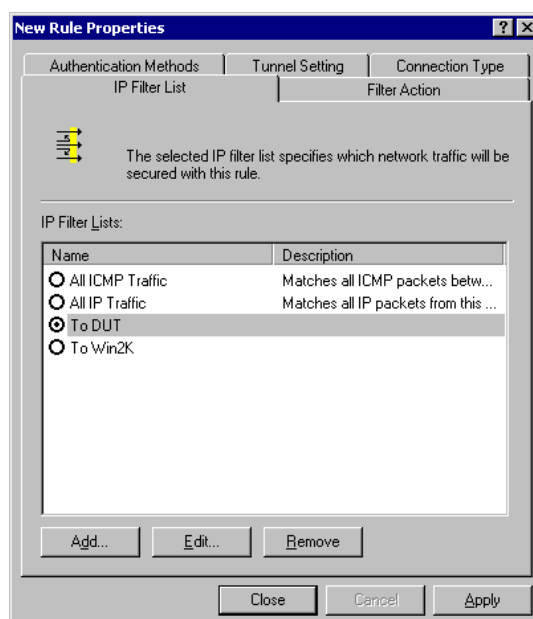 New Rule Properties
Authentication Methods Tunnel Setting Connection Type
IP Filter List Filter Action
The selected IP filter list specifies which network traffic will be
secured with this rule.
IP Filter Lists:
Name Description
All ICMP Traffic Matches all ICMP packets betw...
All IP Traffic Matches all IP packets from this ...
To DUT
To Win2K
Add... Edit... Remove
Close Cancel Apply